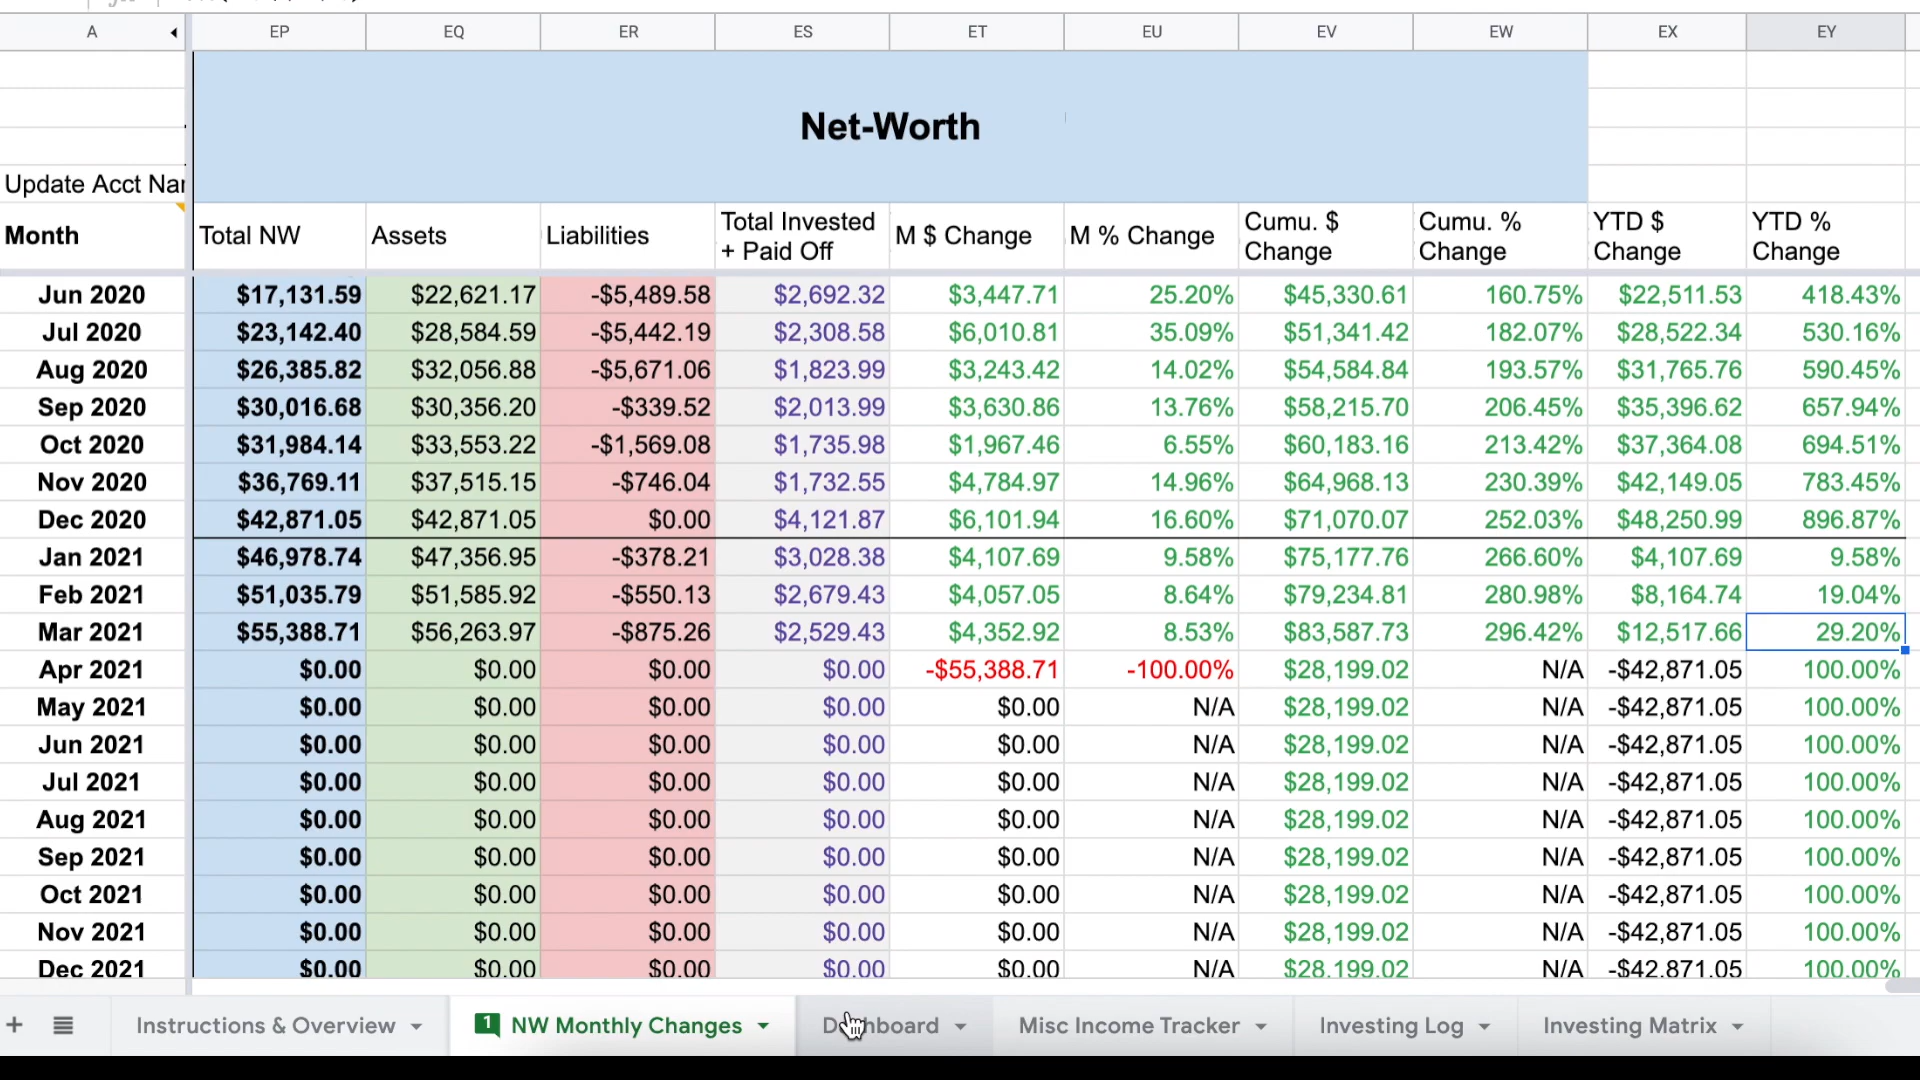 A EP EQ ER ES ET EU EV EW EX EY
Net-Worth
Update Acct Nar
Month Total NW Assets Liabilities Total Invested + Paid Off M $ Change M % Change Cumu. $ Change Cumu. % Change YTD $ Change YTD % Change
Jun 2020 $17,131.59 $22,621.17 -$5,489.58 $2,692.32 $3,447.71 25.20% $45,330.61 160.75% $22,511.53 418.43%
Jul 2020 $23,142.40 $28,584.59 -$5,442.19 $2,308.58 $6,010.81 35.09% $51,341.42 182.07% $28,522.34 530.16%
Aug 2020 $26,385.82 $32,056.88 -$5,671.06 $1,823.99 $3,243.42 14.02% $54,584.84 193.57% $31,765.76 590.45%
Sep 2020 $30,016.68 $30,356.20 -$339.52 $2,013.99 $3,630.86 13.76% $58,215.70 206.45% $35,396.62 657.94%
Oct 2020 $31,984.14 $33,553.22 -$1,569.08 $1,735.98 $1,967.46 6.55% $60,183.16 213.42% $37,364.08 694.51%
Nov 2020 $36,769.11 $37,515.15 -$746.04 $1,732.55 $4,784.97 14.96% $64,968.13 230.39% $42,149.05 783.45%
Dec 2020 $42,871.05 $42,871.05 $0.00 $4,121.87 $6,101.94 16.60% $71,070.07 252.03% $48,250.99 896.87%
Jan 2021 $46,978.74 $47,356.95 -$378.21 $3,028.38 $4,107.69 9.58% $75,177.76 266.60% $4,107.69 9.58%
Feb 2021 $51,035.79 $51,585.92 -$550.13 $2,679.43 $4,057.05 8.64% $79,234.81 280.98% $8,164.74 19.04%
Mar 2021 $55,388.71 $56,263.97 -$875.26 $2,529.43 $4,352.92 8.53% $83,587.73 296.42% $12,517.66 29.20%
Apr 2021 $0.00 $0.00 $0.00 $0.00 -$55,388.71 -100.00% $28,199.02 N/A -$42,871.05 100.00%
May 2021 $0.00 $0.00 $0.00 $0.00 $0.00 N/A $28,199.02 N/A -$42,871.05 100.00%
Jun 2021 $0.00 $0.00 $0.00 $0.00 $0.00 N/A $28,199.02 N/A -$42,871.05 100.00%
Jul 2021 $0.00 $0.00 $0.00 $0.00 $0.00 N/A $28,199.02 N/A -$42,871.05 100.00%
Aug 2021 $0.00 $0.00 $0.00 $0.00 $0.00 N/A $28,199.02 N/A -$42,871.05 100.00%
Sep 2021 $0.00 $0.00 $0.00 $0.00 $0.00 N/A $28,199.02 N/A -$42,871.05 100.00%
Oct 2021 $0.00 $0.00 $0.00 $0.00 $0.00 N/A $28,199.02 N/A -$42,871.05 100.00%
Nov 2021 $0.00 $0.00 $0.00 $0.00 $0.00 N/A $28,199.02 N/A -$42,871.05 100.00%
Dec 2021 $0.00 $0.00 $0.00 $0.00 $0.00 N/A $28,199.02 N/A -$42,871.05 100.00%
+ Instructions & Overview 1 NW Monthly Changes Dashboard Misc Income Tracker Investing Log Investing Matrix